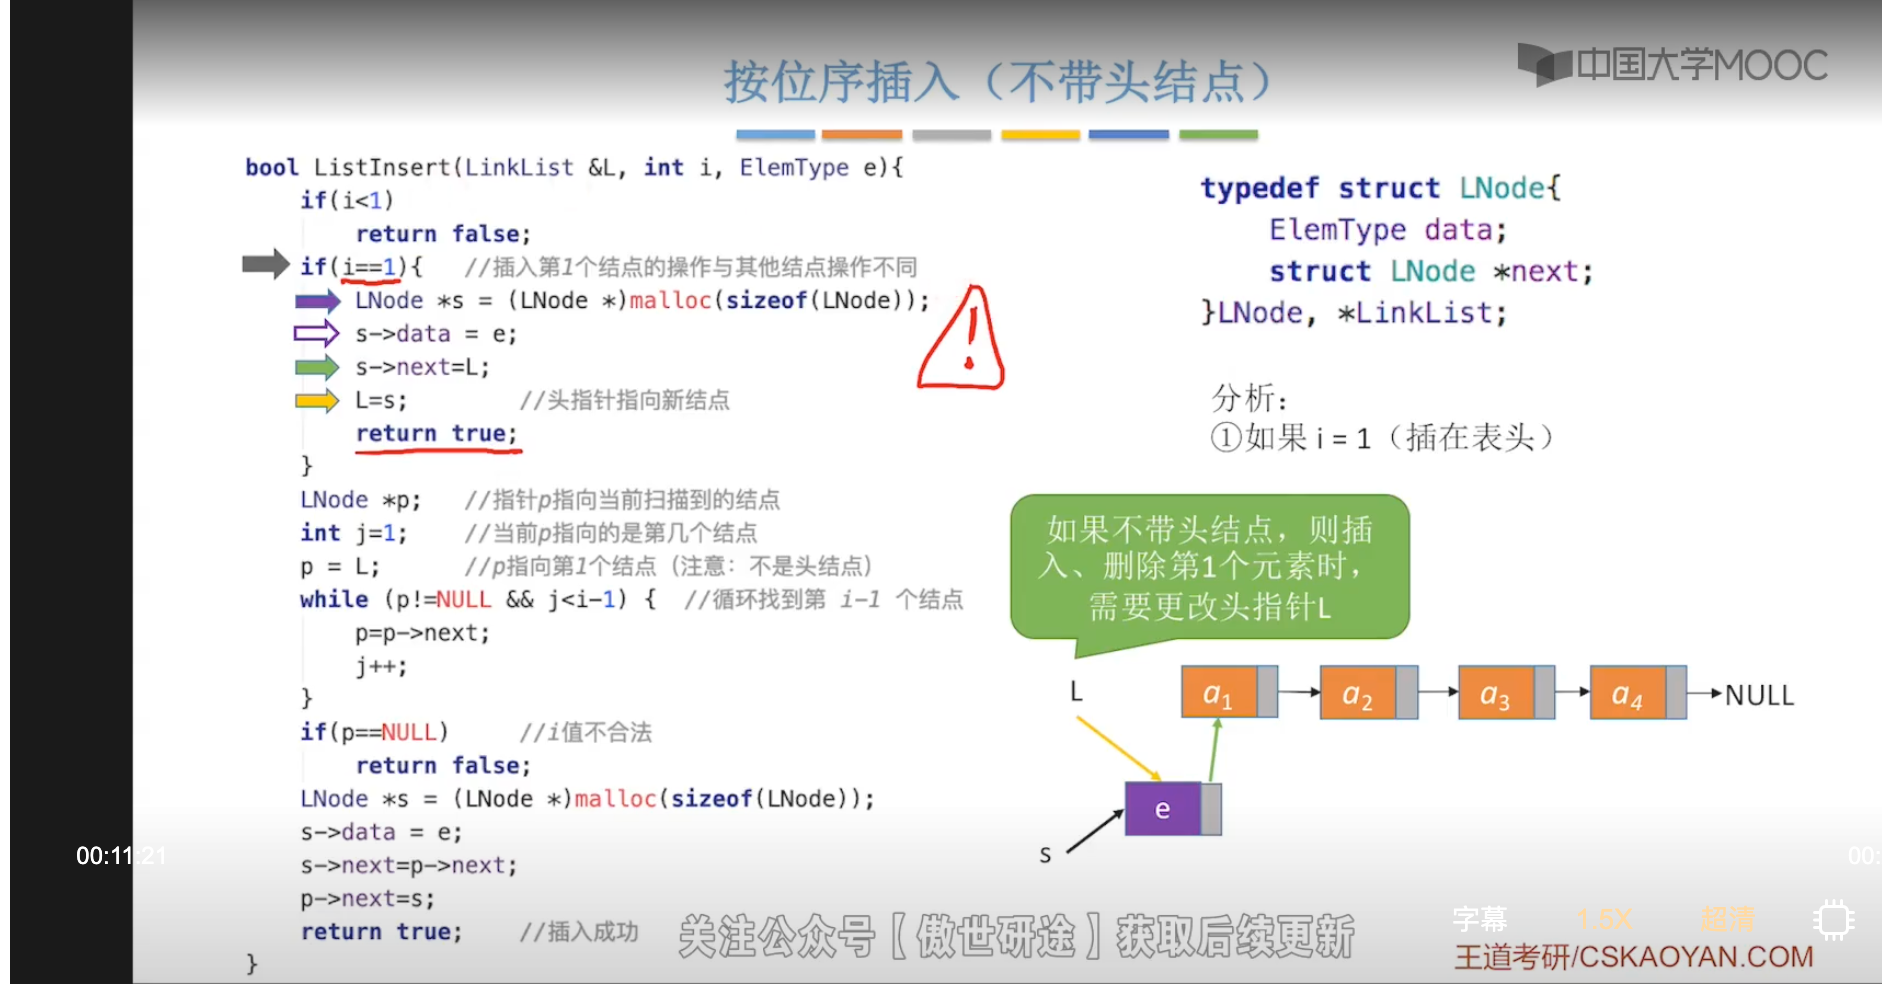 中国大学MOOC
按位序插入（不带头结点）
bool ListInsert(LinkList &L, int i, ElemType e){
if(i<1)
return false;
if(i==1){ //插入第1个结点的操作与其他结点操作不同
LNode *s = (LNode *)malloc(sizeof(LNode));
s->data = e;
s->next=L;
L=s; //头指针指向新结点
return true;
}
LNode *p; //指针p指向当前扫描到的结点
int j=1; //当前p指向的是第几个结点
p = L; //p指向第1个结点（注意：不是头结点）
while (p!=NULL && j<i-1) { //循环找到第 i-1 个结点
p=p->next;
j++;
}
if(p==NULL) //i值不合法
return false;
LNode *s = (LNode *)malloc(sizeof(LNode));
s->data = e;
s->next=p->next;
p->next=s;
return true; //插入成功
}
typedef struct LNode{
ElemType data;
struct LNode *next;
}LNode, *LinkList;
!
分析：
①如果 i = 1（插在表头）
如果不带头结点，则插
入、删除第1个元素时，
需要更改头指针L
L
a1 a2 a3 a4 NULL
e
s
00:11:21
00:
字幕 1.5X 超清
关注公众号【傲世研途】获取后续更新
王道考研/CSKAOYAN.COM